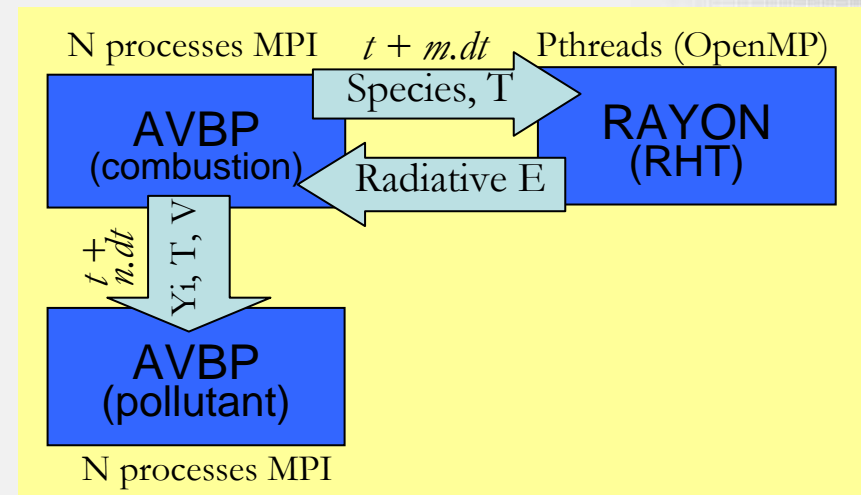 N processes MPI
t + m.dt
Pthreads (OpenMP)
Species, T
AVBP
(combustion)
RAYON
(RHT)
Radiative E
t +
n.dt
Yi, T, V
AVBP
(pollutant)
N processes MPI